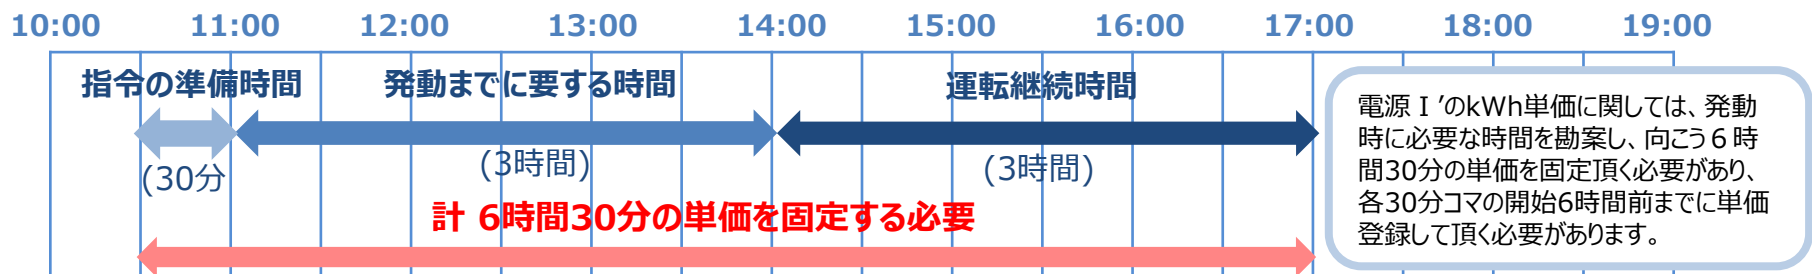 10:00 11:00 12:00 13:00 14:00 15:00 16:00 17:00 18:00 19:00
指令の準備時間 発動までに要する時間 運転継続時間
(30分 (3時間) (3時間)
計 6時間30分の単価を固定する必要
電源Ⅰ’のkWh単価に関しては、発動
時に必要な時間を勘案し、向こう6時
間30分の単価を固定頂く必要があり、
各30分コマの開始6時間前までに単価
登録して頂く必要があります。